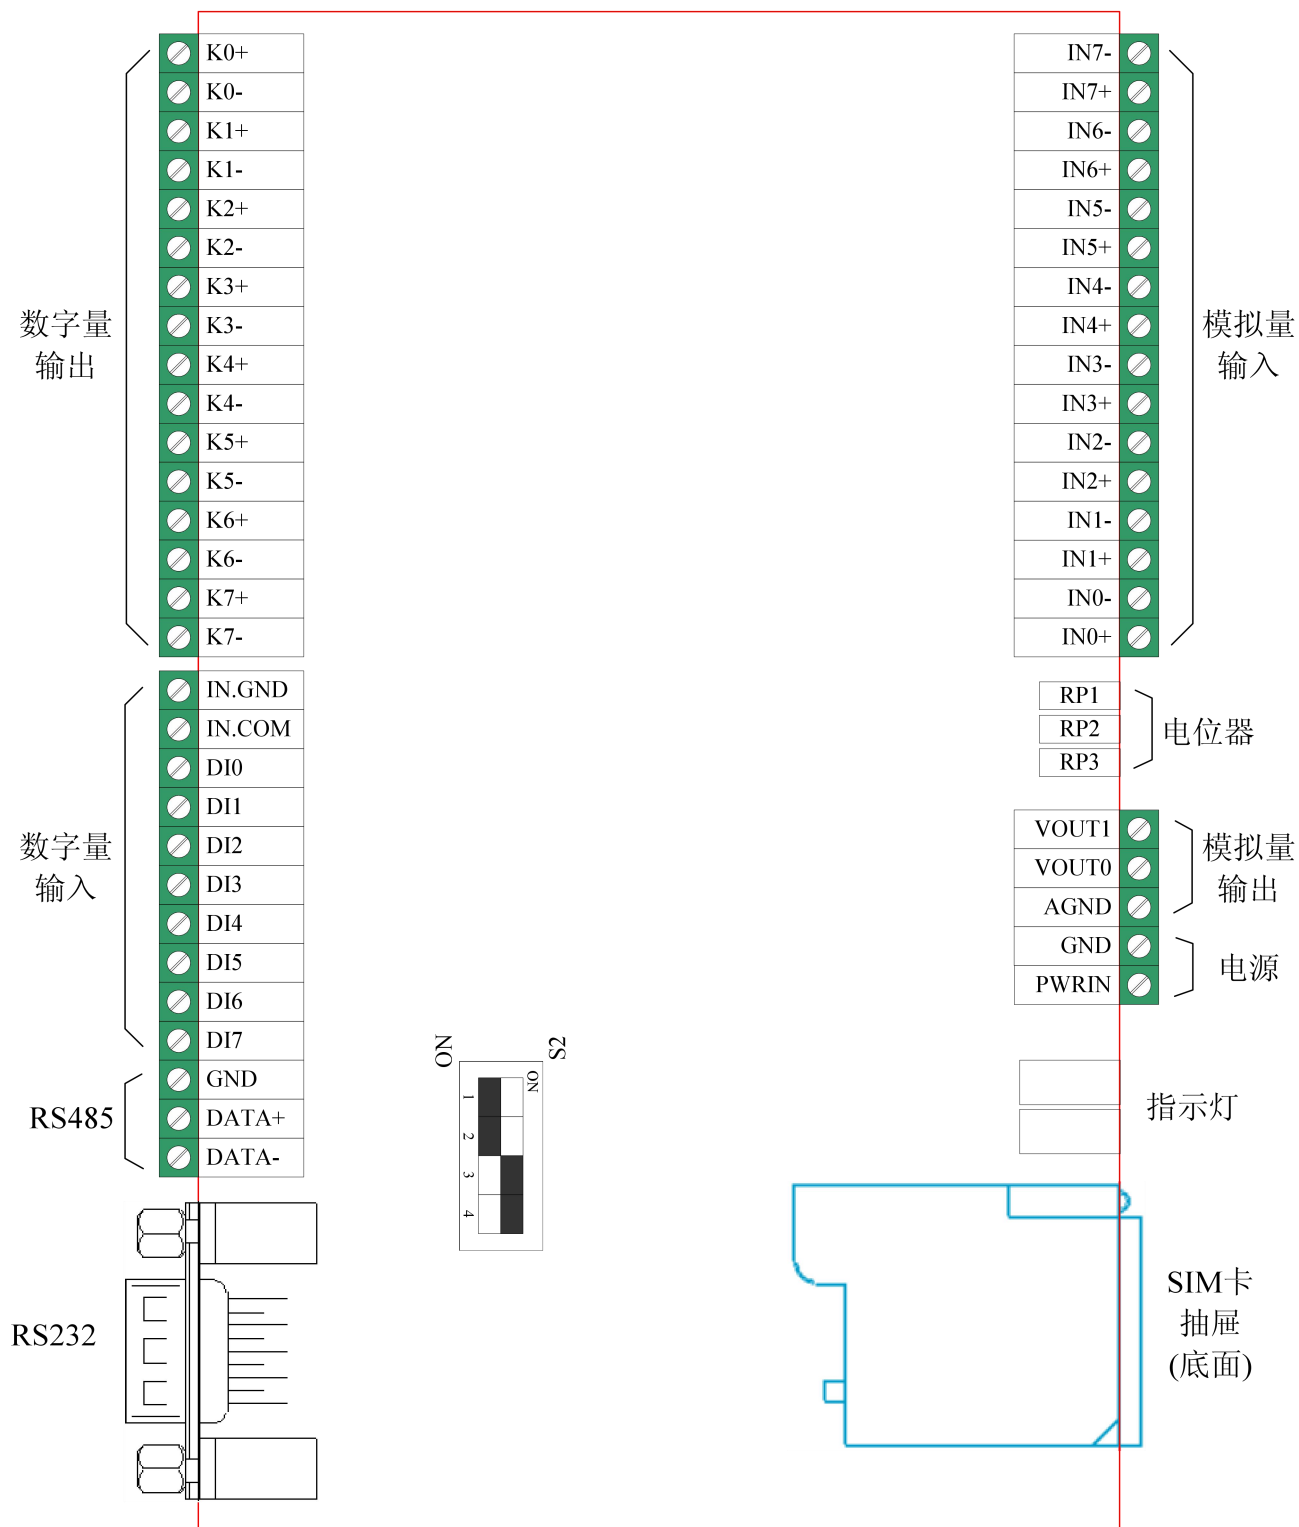 数字量
输出
K0+
K0-
K1+
K1-
K2+
K2-
K3+
K3-
K4+
K4-
K5+
K5-
K6+
K6-
K7+
K7-
数字量
输入
IN.GND
IN.COM
DI0
DI1
DI2
DI3
DI4
DI5
DI6
DI7
RS485
GND
DATA+
DATA-
RS232
ON
S2
ON
1
2
3
4
IN7-
IN7+
IN6-
IN6+
IN5-
IN5+
IN4-
IN4+
IN3-
IN3+
IN2-
IN2+
IN1-
IN1+
IN0-
IN0+
模拟量
输入
RP1
RP2
RP3
电位器
VOUT1
VOUT0
AGND
模拟量
输出
GND
PWRIN
电源
指示灯
SIM卡
抽屉
(底面)